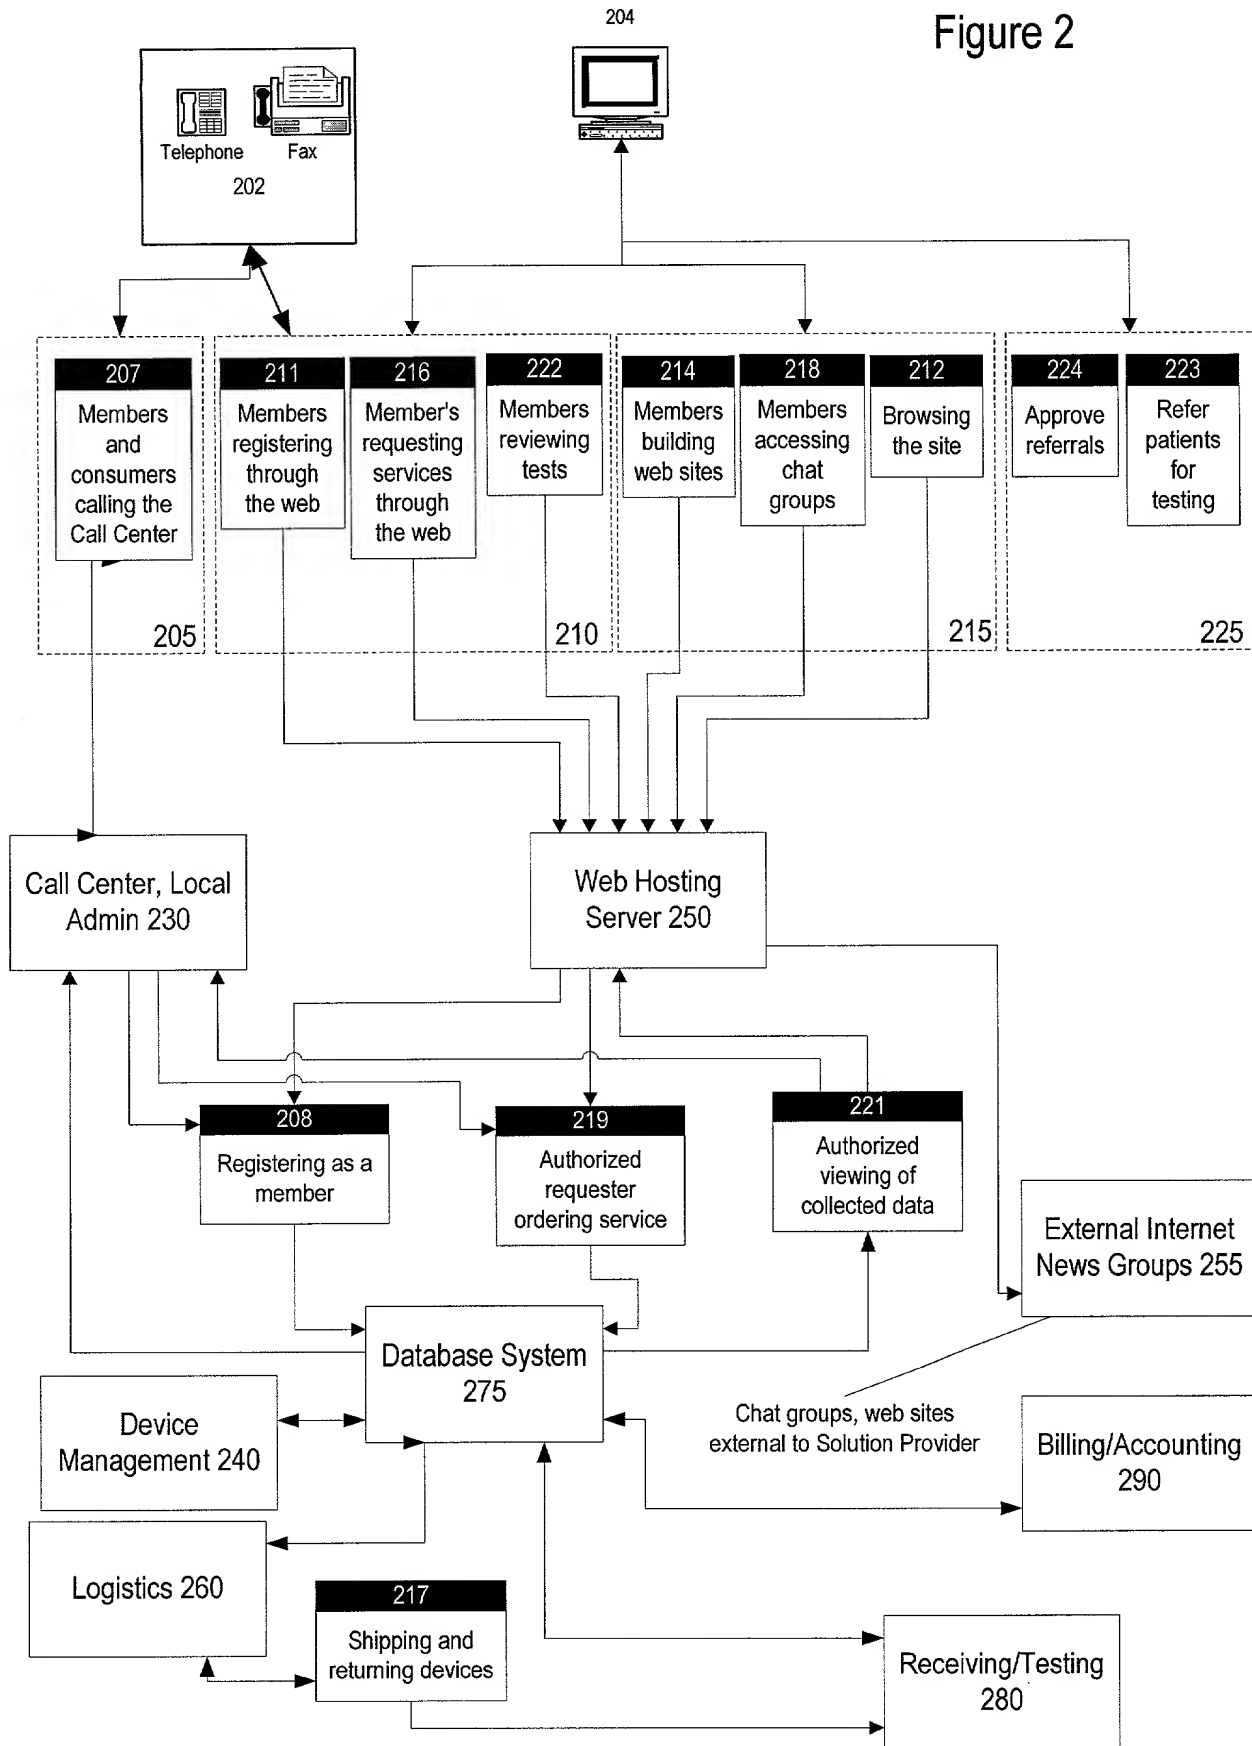 204
Figure 2
Telephone
Fax
202
207
Members
and
consumers
calling the
Call Center
211
Members
registering
through
the web
216
Member's
requesting
services
through
the web
222
Members
reviewing
tests
214
Members
building
web sites
218
Members
accessing
chat
groups
212
Browsing
the site
224
Approve
referrals
223
Refer
patients
for
testing
205
210
215
225
Call Center, Local
Admin 230
Web Hosting
Server 250
208
Registering as a
member
219
Authorized
requester
ordering service
221
Authorized
viewing of
collected data
External Internet
News Groups 255
Database System
275
Device
Management 240
Chat groups, web sites
external to Solution Provider
Billing/Accounting
290
Logistics 260
217
Shipping and
returning devices
Receiving/Testing
280